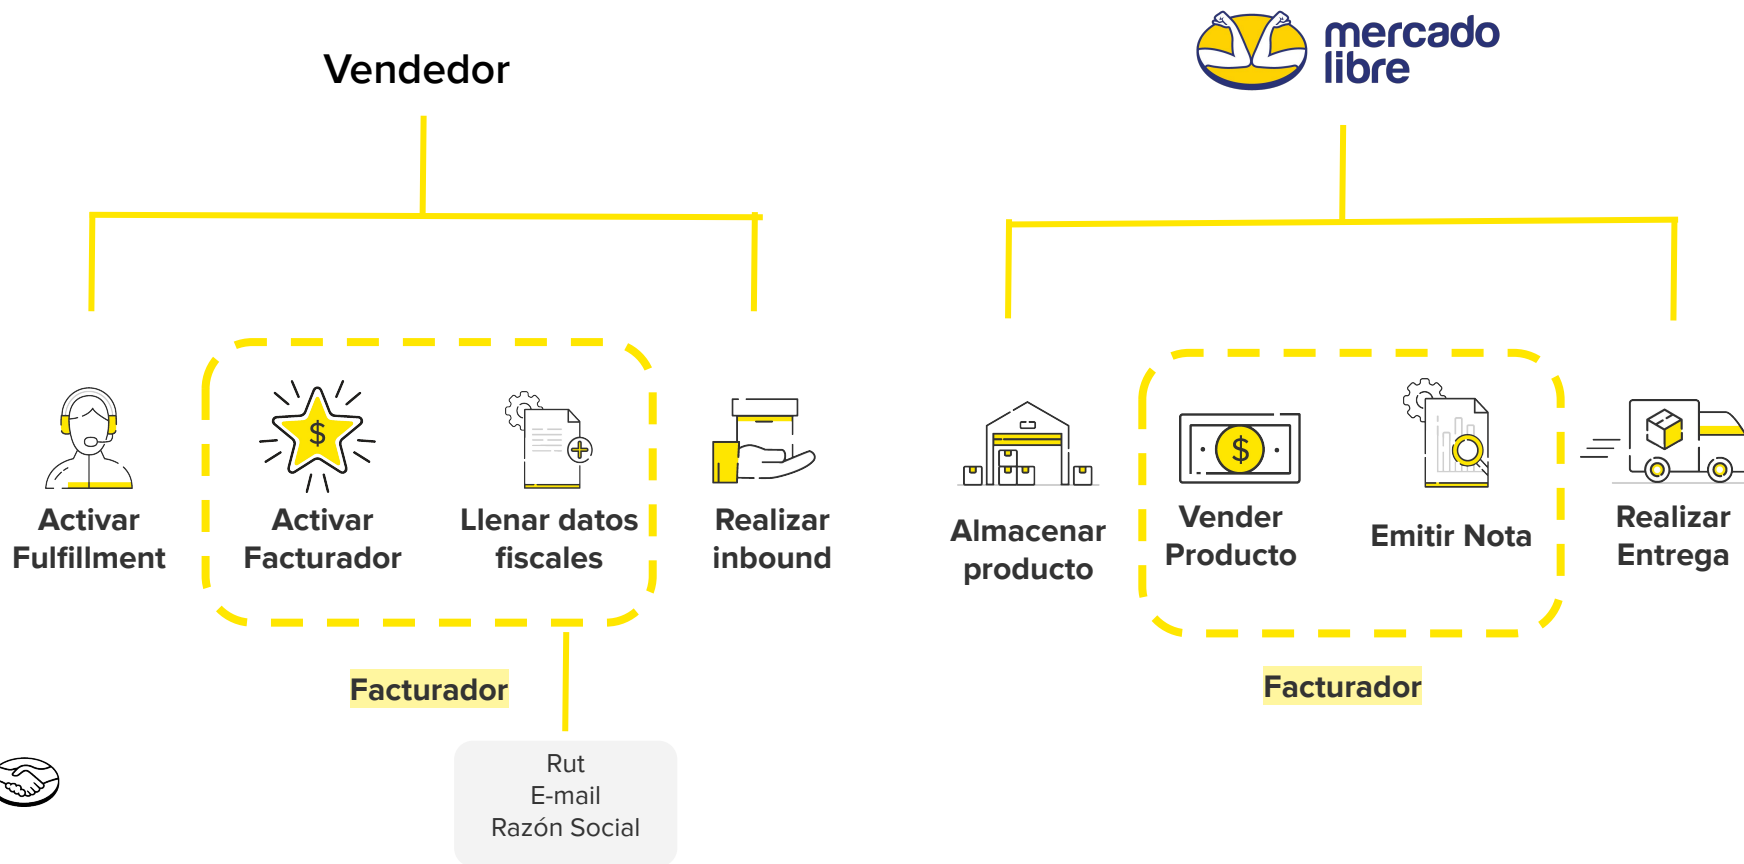 Vendedor
mercado
libre
Activar
Fulfillment
$
Activar
Facturador
Llenar datos
fiscales
Realizar
inbound
Facturador
Rut
E-mail
Razón Social
Almacenar
producto
$
Vender
Producto
Emitir Nota
Realizar
Entrega
Facturador